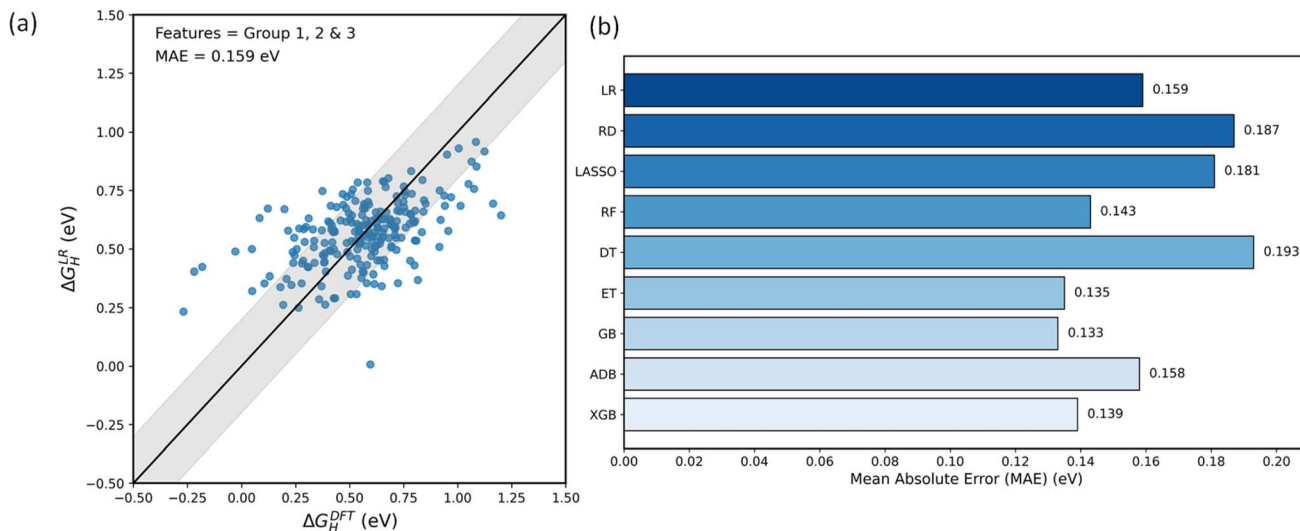 (a)
Features = Group 1, 2 & 3
MAE = 0.159 eV
1.50
1.25
1.00
0.75
0.50
0.25
0.00
−0.25
−0.50
ΔG_H^{LR} (eV)
−0.50 −0.25 0.00 0.25 0.50 0.75 1.00 1.25 1.50
ΔG_H^{DFT} (eV)
(b)
LR 0.159
RD 0.187
LASSO 0.181
RF 0.143
DT 0.193
ET 0.135
GB 0.133
ADB 0.158
XGB 0.139
0.00 0.02 0.04 0.06 0.08 0.10 0.12 0.14 0.16 0.18 0.20
Mean Absolute Error (MAE) (eV)